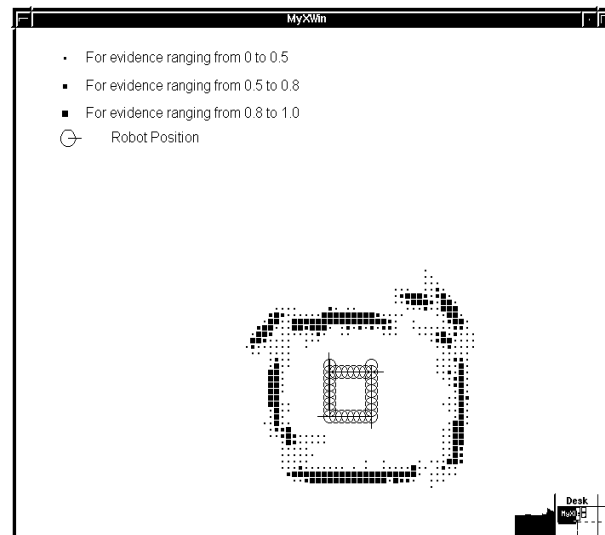 MyXWin
For evidence ranging from 0 to 0.5
For evidence ranging from 0.5 to 0.8
For evidence ranging from 0.8 to 1.0
Robot Position
Desk